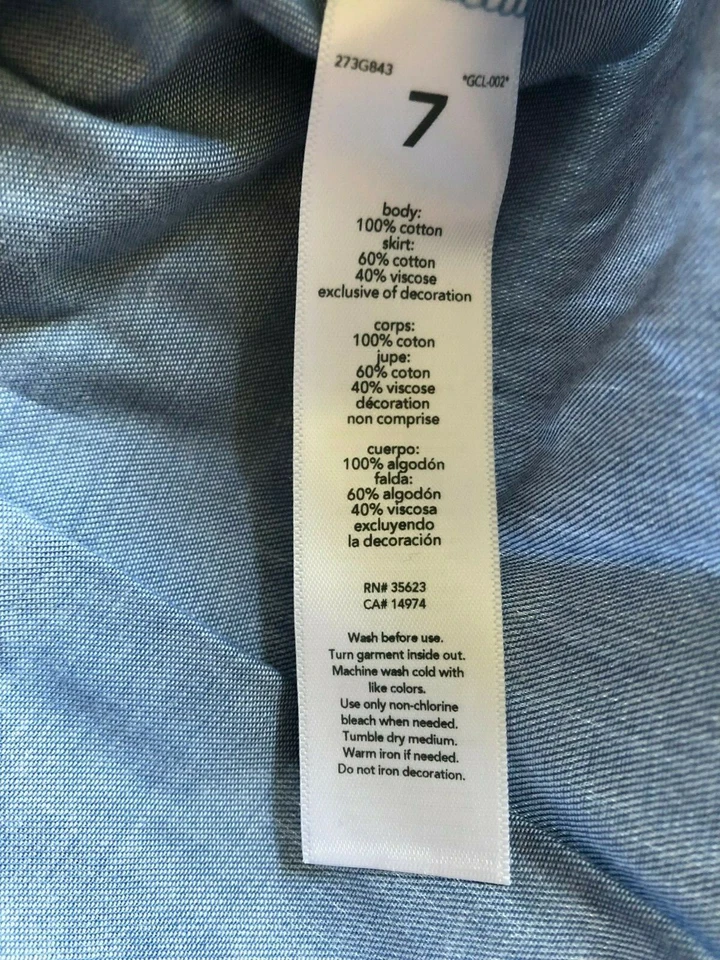 273G843
*GCL-002*
7
body:
100% cotton
skirt:
60% cotton
40% viscose
exclusive of decoration
corps:
100% coton
jupe:
60% coton
40% viscose
décoration
non comprise
cuerpo:
100% algodón
falda:
60% algodón
40% viscosa
excluyendo
la decoración
RN# 35623
CA# 14974
Wash before use.
Turn garment inside out.
Machine wash cold with
like colors.
Use only non-chlorine
bleach when needed.
Tumble dry medium.
Warm iron if needed.
Do not iron decoration.